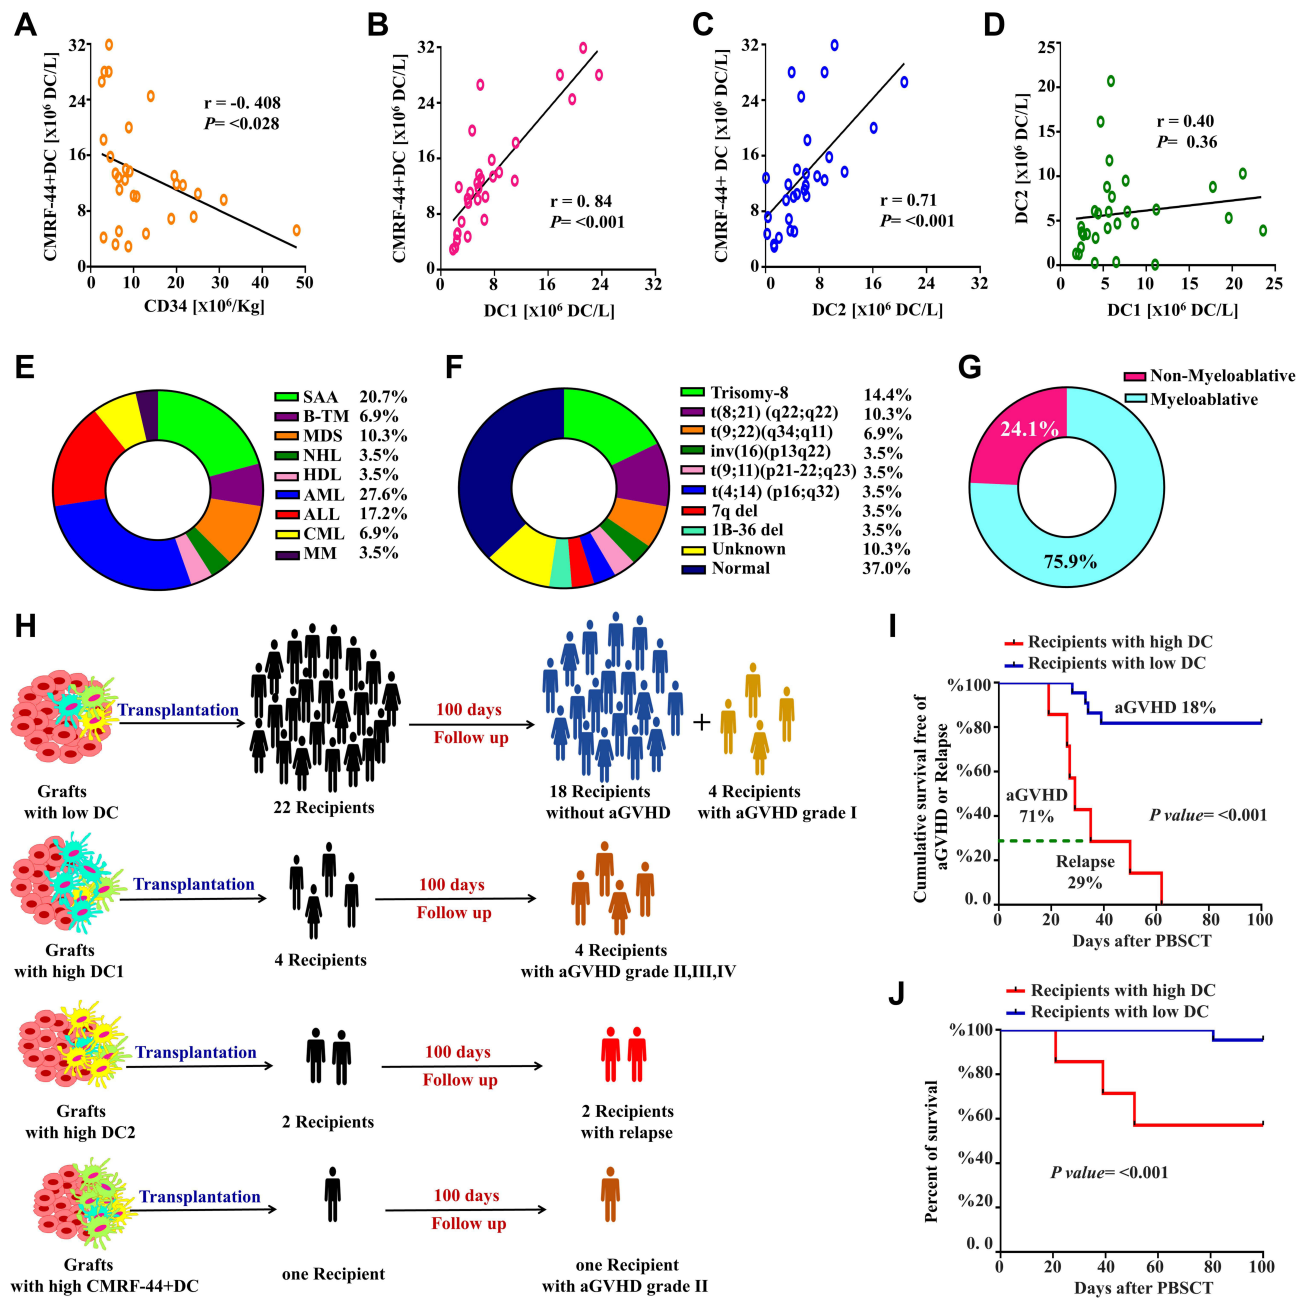 A
CMRF-44+DC [x10⁶ DC/L]
32
24
16
8
0
r = -0. 408
P= <0.028
0 10 20 30 40 50
CD34 [x10⁶/Kg]
B
CMRF-44+DC [x10⁶ DC/L]
32
24
16
8
0
r = 0. 84
P= <0.001
0 8 16 24 32
DC1 [x10⁶ DC/L]
C
CMRF-44+ DC [x10⁶ DC/L]
32
24
16
8
0
r = 0.71
P= <0.001
0 8 16 24 32
DC2 [x10⁶ DC/L]
D
DC2 [x10⁶ DC/L]
25
20
15
10
5
0
r = 0.40
P= 0.36
0 5 10 15 20 25
DC1 [x10⁶ DC/L]
E
SAA 20.7%
B-TM 6.9%
MDS 10.3%
NHL 3.5%
HDL 3.5%
AML 27.6%
ALL 17.2%
CML 6.9%
MM 3.5%
F
Trisomy-8 14.4%
t(8;21) (q22;q22) 10.3%
t(9;22)(q34;q11) 6.9%
inv(16)(p13q22) 3.5%
t(9;11)(p21-22;q23) 3.5%
t(4;14) (p16;q32) 3.5%
7q del 3.5%
1B-36 del 3.5%
Unknown 10.3%
Normal 37.0%
G
Non-Myeloablative
Myeloablative
24.1%
75.9%
H
Grafts
with low DC
Transplantation
22 Recipients
100 days
Follow up
18 Recipients
without aGVHD
+
4 Recipients
with aGVHD grade I
Grafts
with high DC1
Transplantation
4 Recipients
100 days
Follow up
4 Recipients
with aGVHD grade II,III,IV
Grafts
with high DC2
Transplantation
2 Recipients
100 days
Follow up
2 Recipients
with relapse
Grafts
with high CMRF-44+DC
Transplantation
one Recipient
100 days
Follow up
one Recipient
with aGVHD grade II
I
Recipients with high DC
Recipients with low DC
Cumulative survival free of
aGVHD or Relapse
%100
%80
%60
%40
%20
0. 0
aGVHD 18%
aGVHD
71%
P value= <0.001
Relapse
29%
0 20 40 60 80 100
Days after PBSCT
J
Recipients with high DC
Recipients with low DC
Percent of survival
%100
%80
%60
%40
%20
0. 0
P value= <0.001
0 20 40 60 80 100
Days after PBSCT